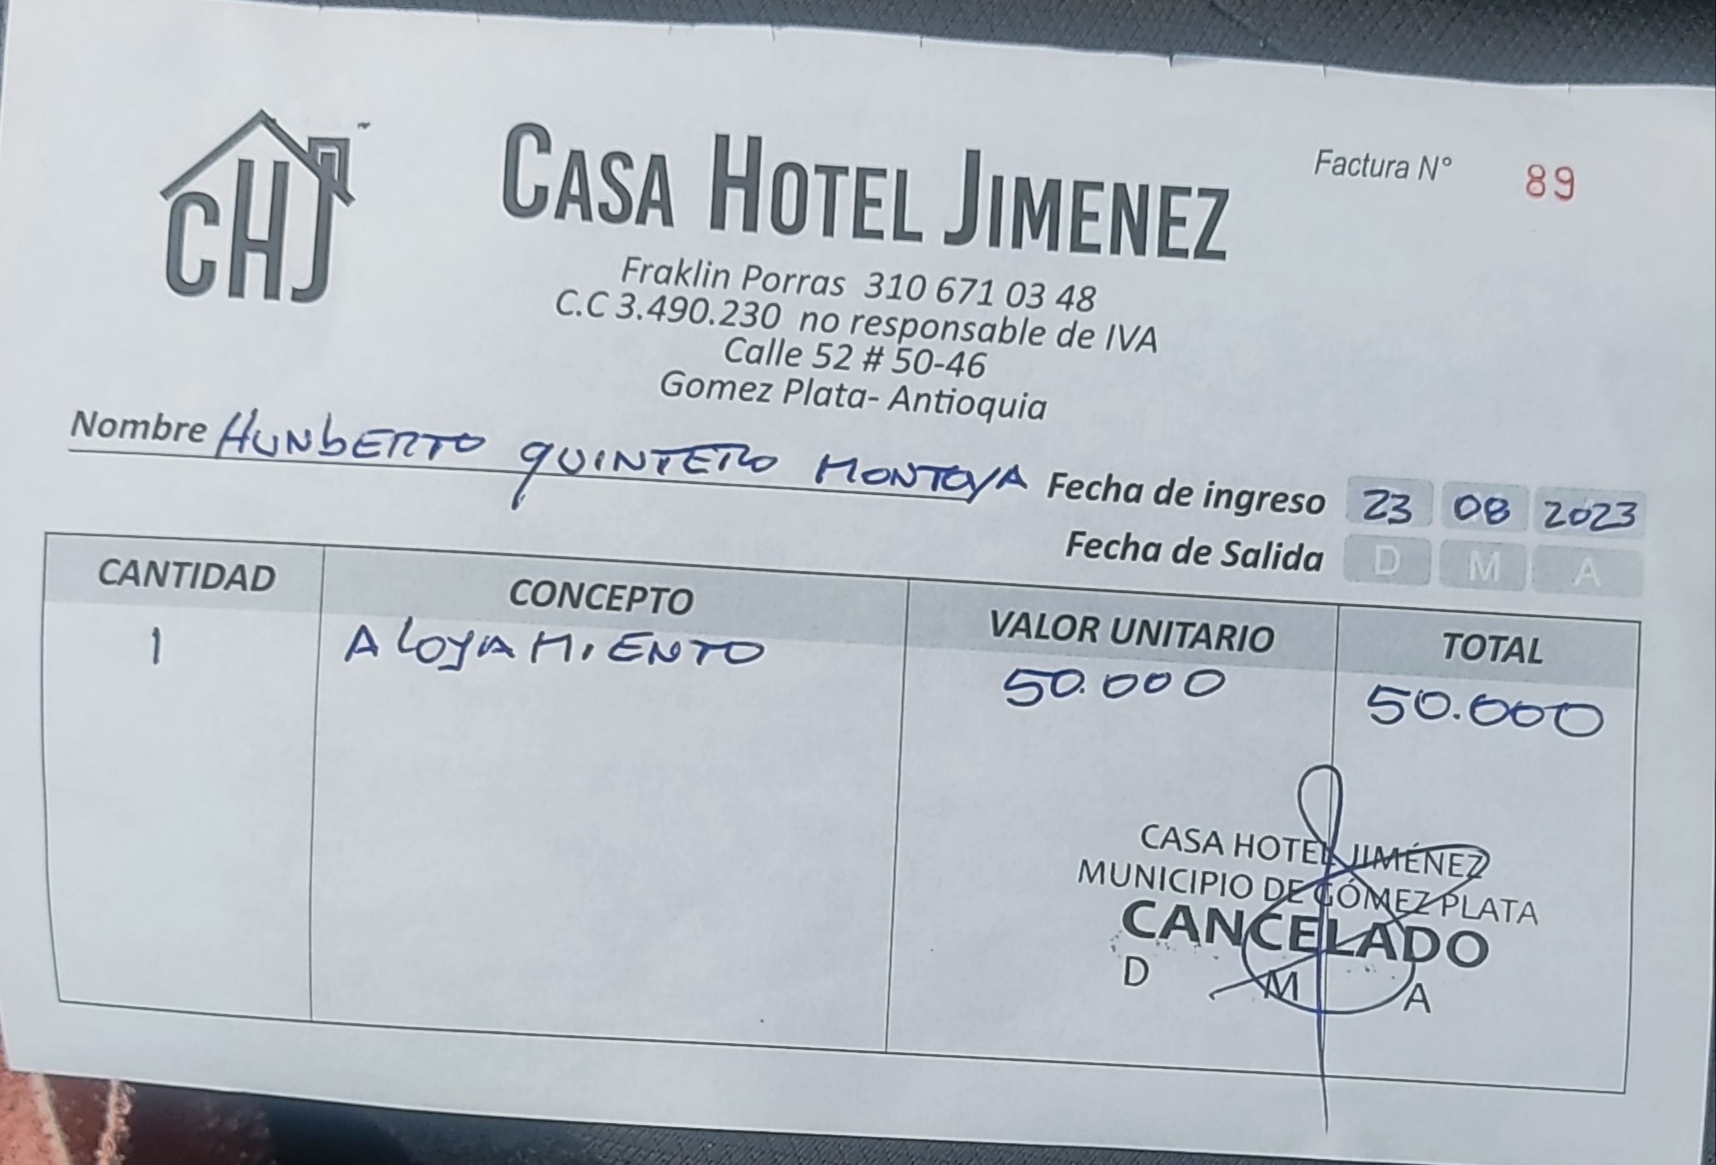 CHJ
CASA HOTEL JIMENEZ
Factura N° 89
Fraklin Porras 310 671 03 48
C.C 3.490.230 no responsable de IVA
Calle 52 # 50-46
Gomez Plata- Antioquia
Nombre HUNBERTO QUINTERO MONTOYA
Fecha de ingreso 23 08 2023
Fecha de Salida D M A
CANTIDAD CONCEPTO VALOR UNITARIO TOTAL
1 ALOJAMIENTO 50.000 50.000
CASA HOTEL JIMÉNEZ
MUNICIPIO DE GÓMEZ PLATA
CANCELADO
D M A